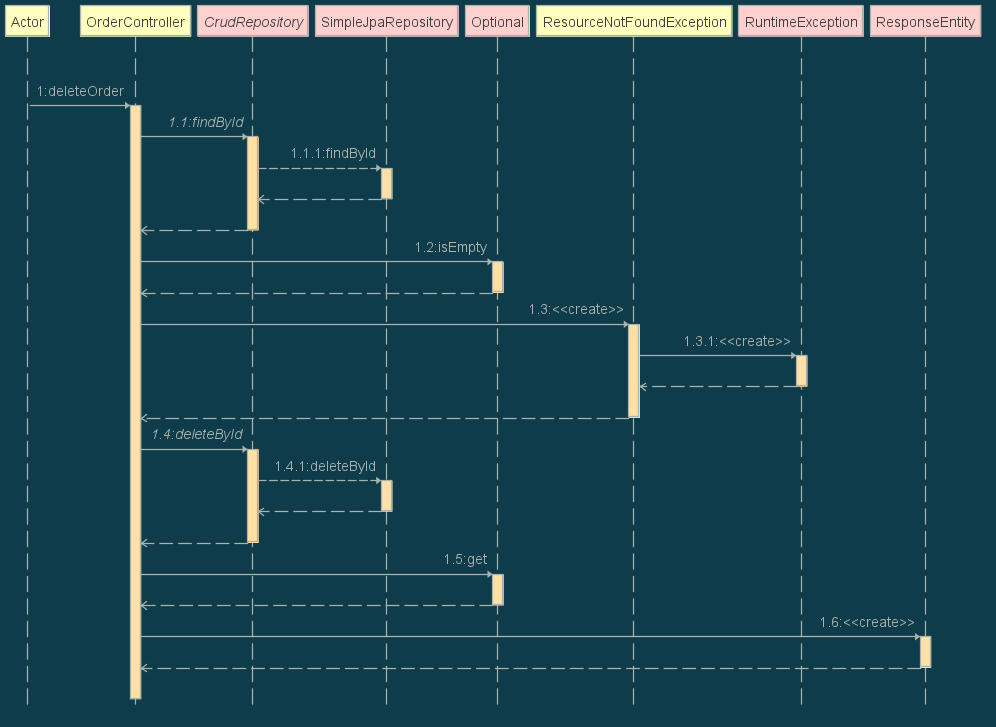 Actor
OrderController
CrudRepository
SimpleJpaRepository
Optional
ResourceNotFoundException
RuntimeException
ResponseEntity
1:deleteOrder
1.1:findById
1.1.1:findById
1.2:isEmpty
1.3:<<create>>
1.3.1:<<create>>
1.4:deleteById
1.4.1:deleteById
1.5:get
1.6:<<create>>